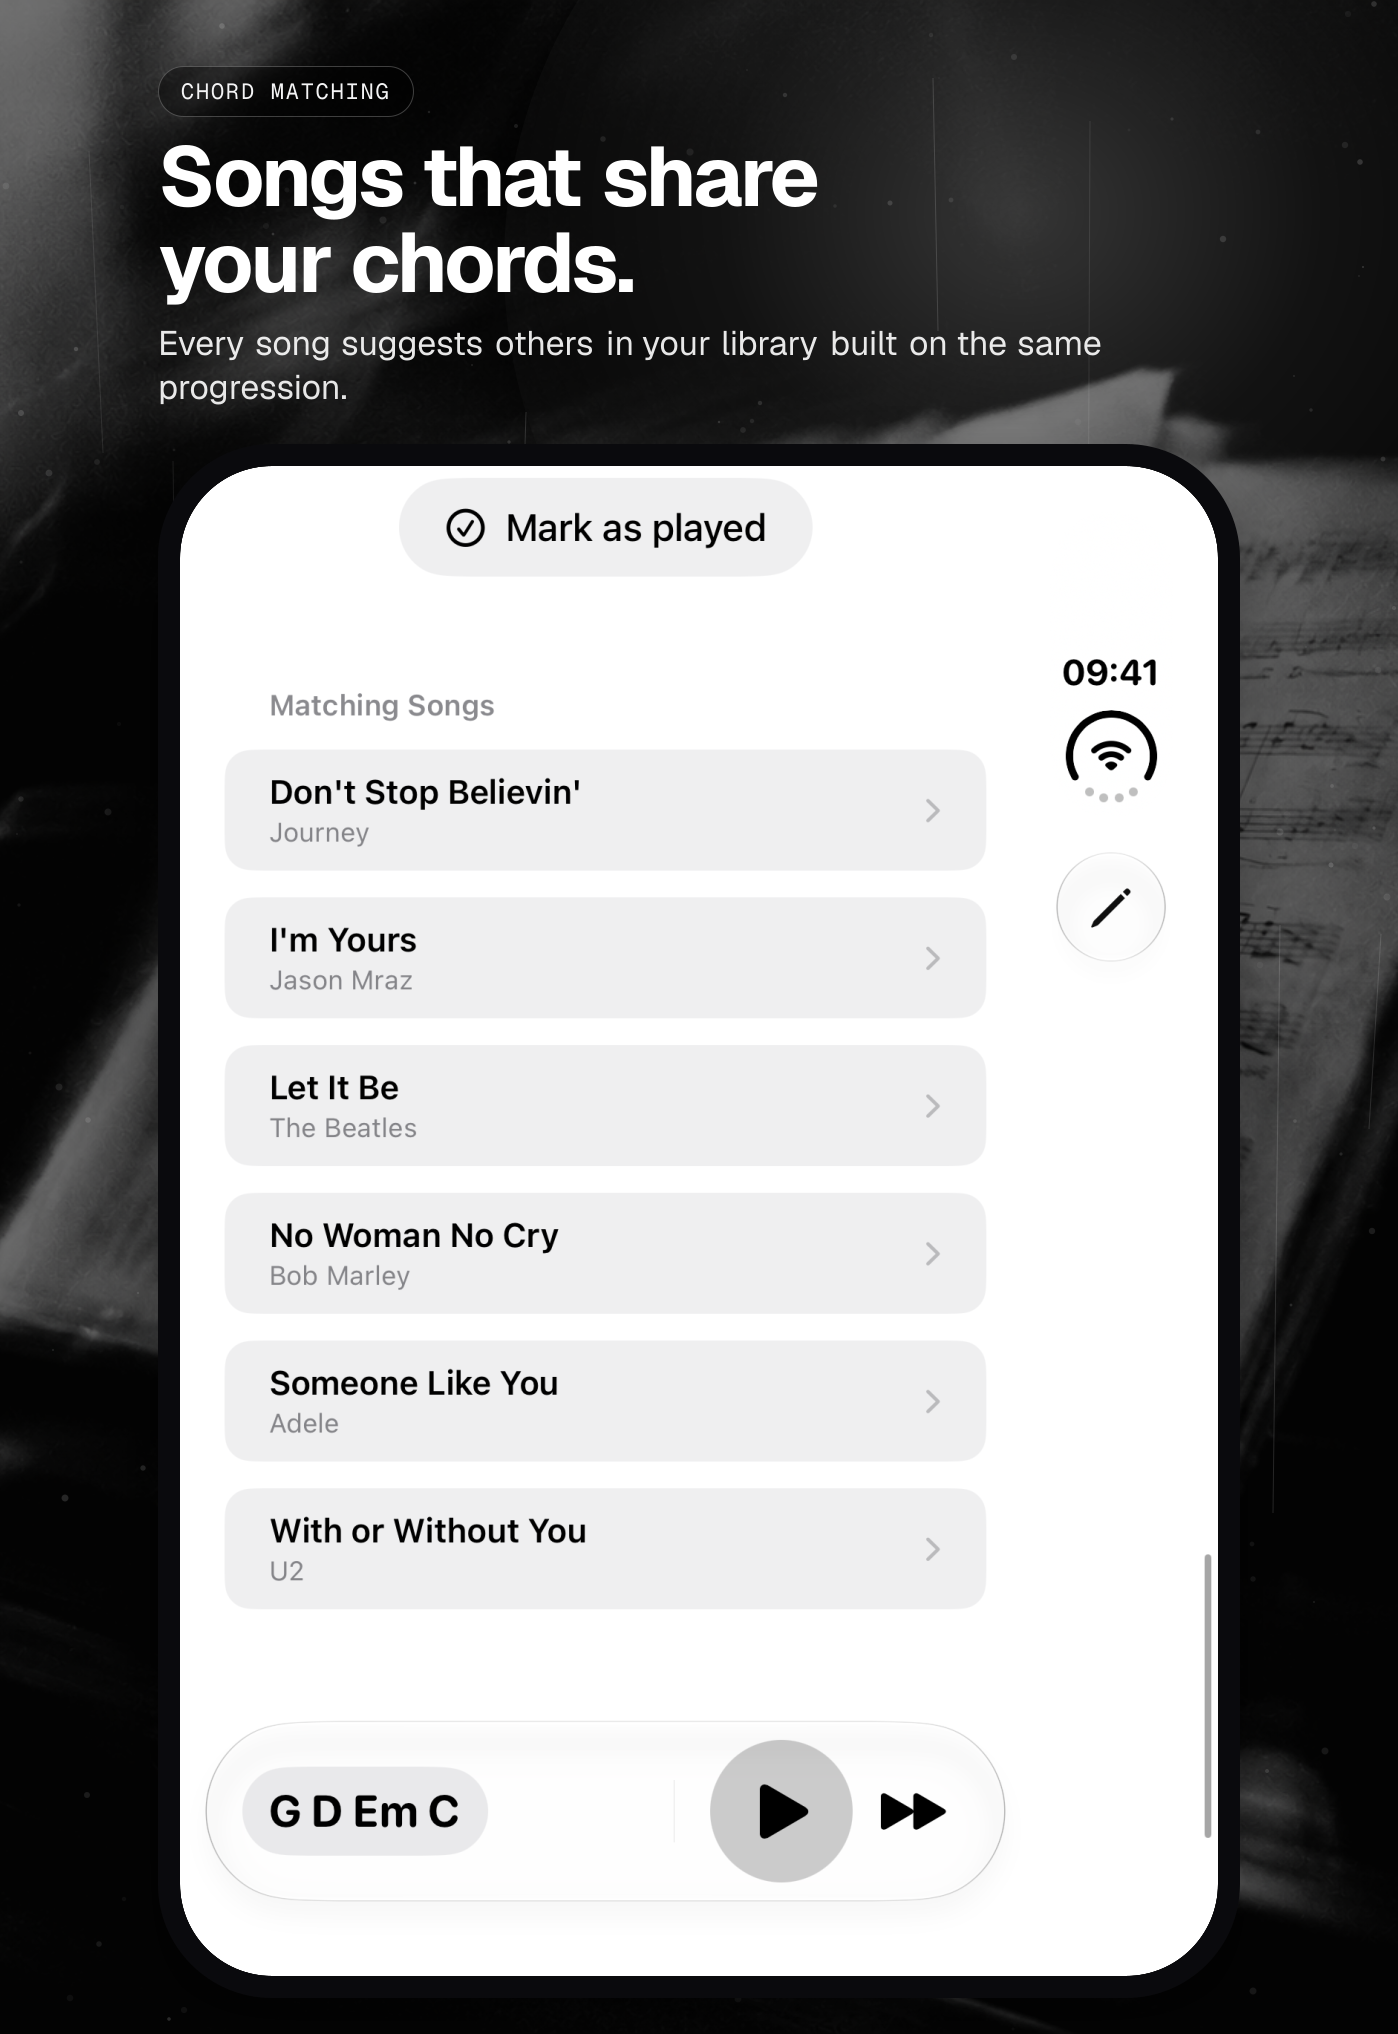 CHORD MATCHING
Songs that share
your chords.
Every song suggests others in your library built on the same
progression.
Mark as played
09:41
Matching Songs
Don't Stop Believin'
Journey
I'm Yours
Jason Mraz
Let It Be
The Beatles
No Woman No Cry
Bob Marley
Someone Like You
Adele
With or Without You
U2
G D Em C